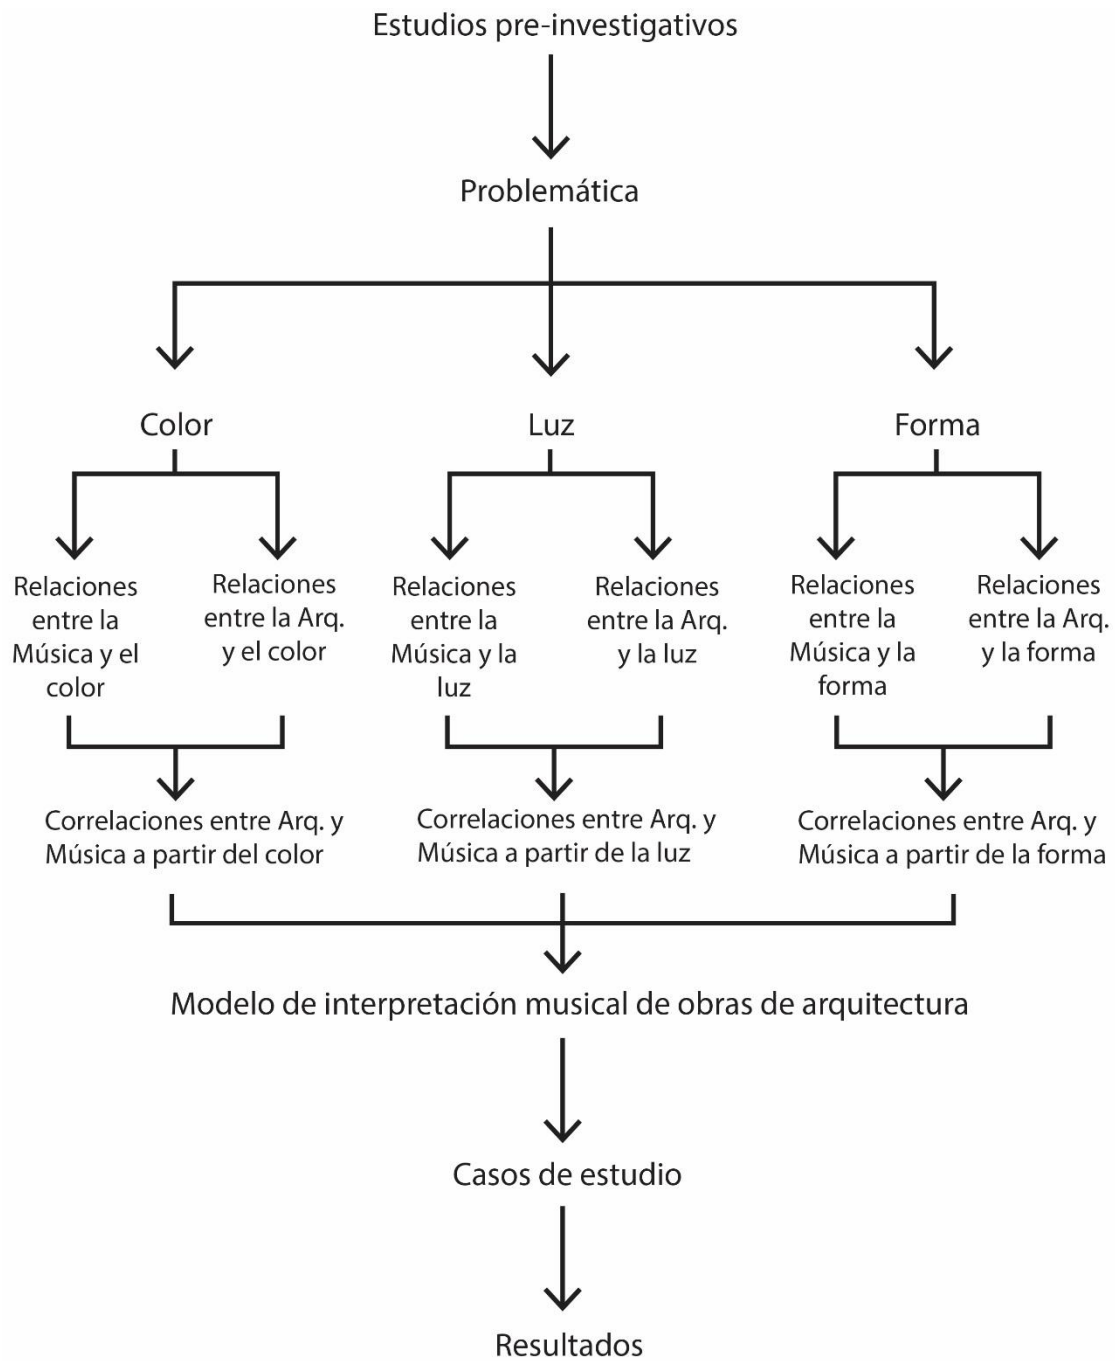 Estudios pre-investigativos
Problemática
Color
Luz
Forma
Relaciones
entre la
Música y el
color
Relaciones
entre la Arq.
y el color
Relaciones
entre la
Música y la
luz
Relaciones
entre la Arq.
y la luz
Relaciones
entre la
Música y la
forma
Relaciones
entre la Arq.
y la forma
Correlaciones entre Arq. y
Música a partir del color
Correlaciones entre Arq. y
Música a partir de la luz
Correlaciones entre Arq. y
Música a partir de la forma
Modelo de interpretación musical de obras de arquitectura
Casos de estudio
Resultados